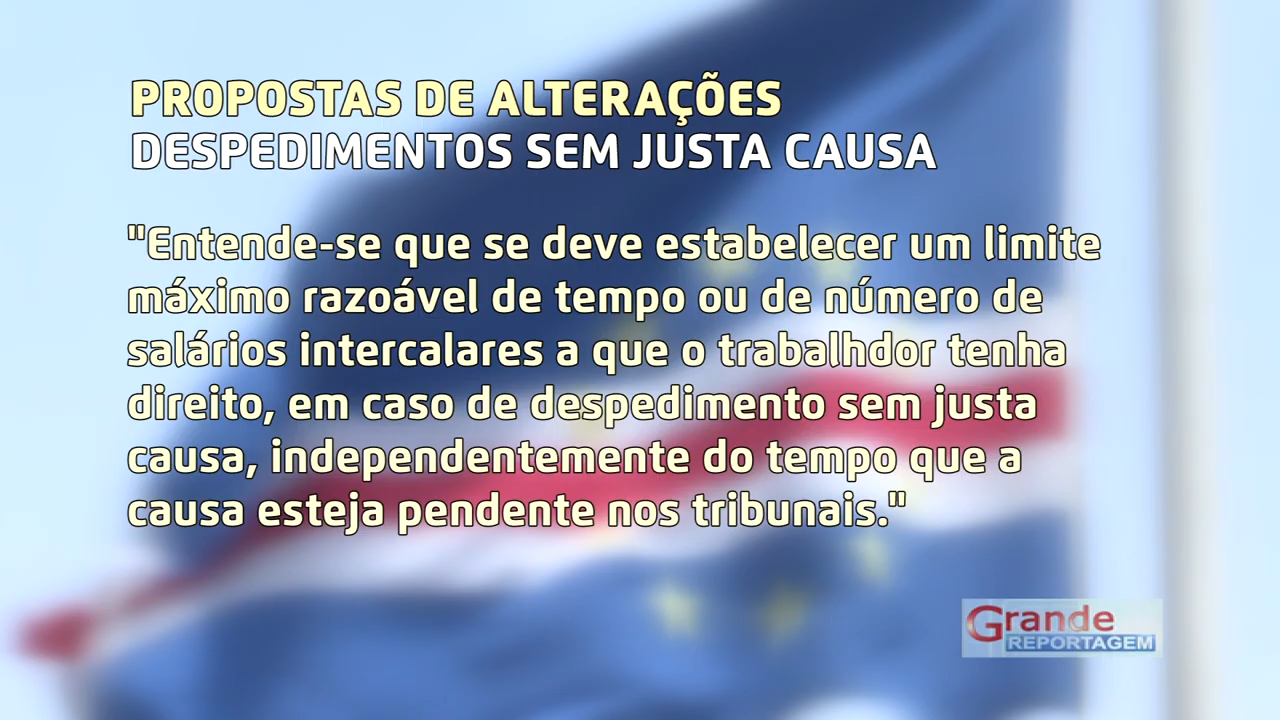 PROPOSTAS DE ALTERAÇÕES
DESPEDIMENTOS SEM JUSTA CAUSA
"Entende-se que se deve estabelecer um limite
máximo razoável de tempo ou de número de
salários intercalares a que o trabalhdor tenha
direito, em caso de despedimento sem justa
causa, independentemente do tempo que a
causa esteja pendente nos tribunais."
Grande
REPORTAGEM